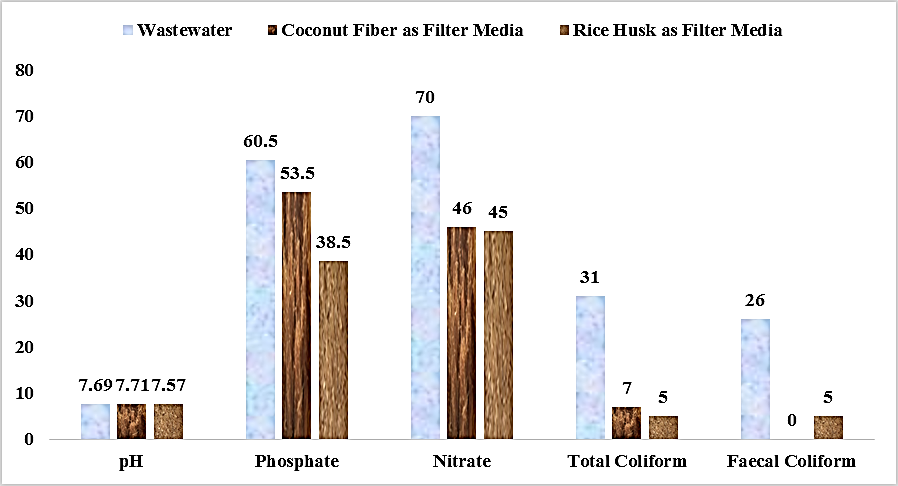 Wastewater Coconut Fiber as Filter Media Rice Husk as Filter Media
80
70
60
50
40
30
20
10
0
7.69 7.71 7.57
60.5 53.5 38.5
70 46 45
31 7 5
26 0 5
pH Phosphate Nitrate Total Coliform Faecal Coliform